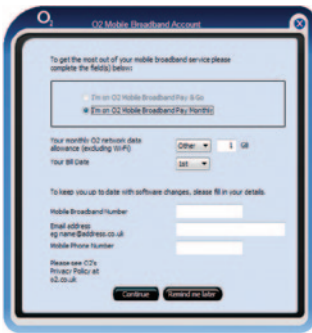 O2
O2 Mobile Broadband Account
To get the most out of your mobile broadband service please
complete the field(s) below:
I'm on O2 Mobile Broadband Pay & Go
I'm on O2 Mobile Broadband Pay Monthly
Your monthly O2 network data
allowance (excluding Wi-Fi)
Other 1 GB
Your Bill Date
1st
To keep you up to date with software changes, please fill in your details.
Mobile Broadband Number
Email address
eg name@address.co.uk
Mobile Phone Number
Please see O2's
Privacy Policy at
o2.co.uk
Continue Remind me later